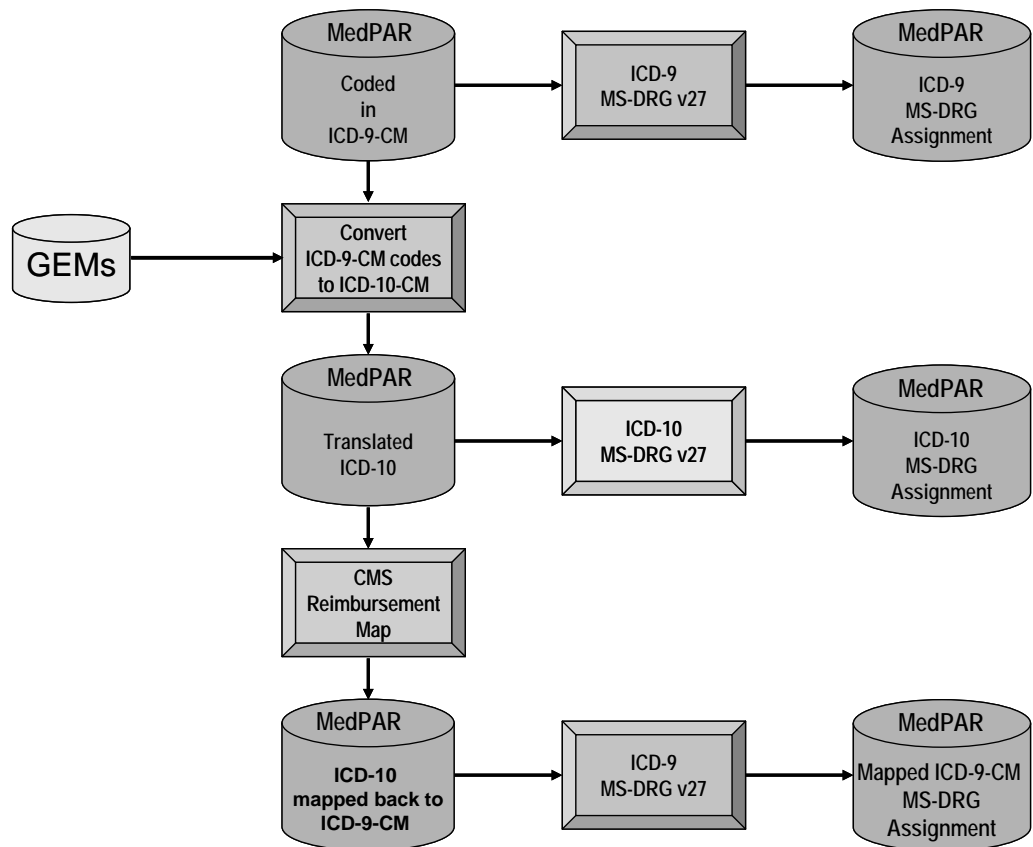 MedPAR
Coded
in
ICD-9-CM
ICD-9
MS-DRG v27
MedPAR
ICD-9
MS-DRG
Assignment
GEMs
Convert
ICD-9-CM codes
to ICD-10-CM
MedPAR
Translated
ICD-10
ICD-10
MS-DRG v27
MedPAR
ICD-10
MS-DRG
Assignment
CMS
Reimbursement
Map
MedPAR
ICD-10
mapped back to
ICD-9-CM
ICD-9
MS-DRG v27
MedPAR
Mapped ICD-9-CM
MS-DRG
Assignment